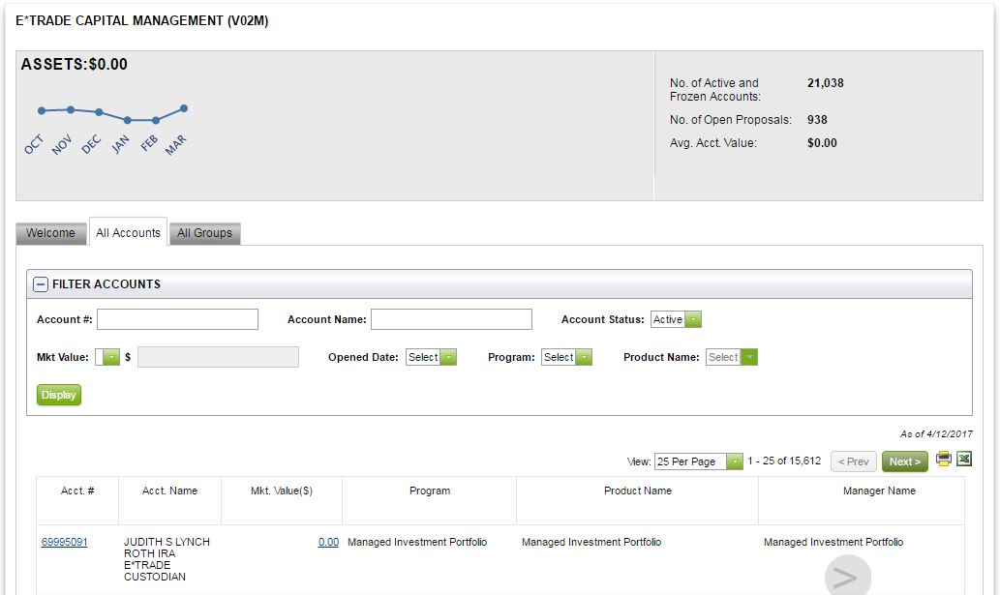 E*TRADE CAPITAL MANAGEMENT (V02M)
ASSETS:$0.00
OCT NOV DEC JAN FEB MAR
No. of Active and
Frozen Accounts: 21,038
No. of Open Proposals: 938
Avg. Acct. Value: $0.00
Welcome All Accounts All Groups
FILTER ACCOUNTS
Account #: Account Name: Account Status: Active
Mkt Value: $ Opened Date: Select Program: Select Product Name: Select
Display
As of 4/12/2017
View: 25 Per Page 1 - 25 of 15,612 < Prev Next >
Acct. # Acct. Name Mkt. Value($) Program Product Name Manager Name
69995091 JUDITH S LYNCH 0.00 Managed Investment Portfolio Managed Investment Portfolio Managed Investment Portfolio
ROTH IRA
E*TRADE
CUSTODIAN